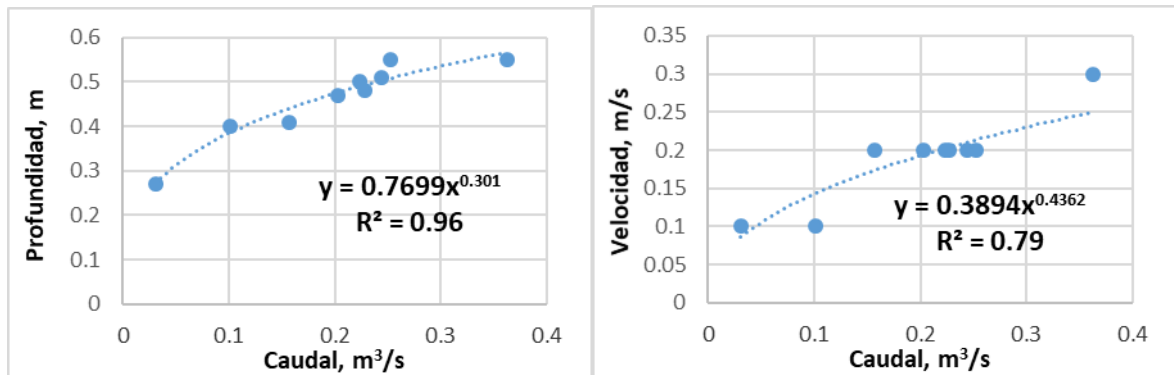 Profundidad, m
0.6
0.5
0.4
0.3
0.2
0.1
0
y = 0.7699x^0.301
R² = 0.96
0 0.1 0.2 0.3 0.4
Caudal, m³/s
Velocidad, m/s
0.35
0.3
0.25
0.2
0.15
0.1
0.05
0
y = 0.3894x^0.4362
R² = 0.79
0 0.1 0.2 0.3 0.4
Caudal, m³/s